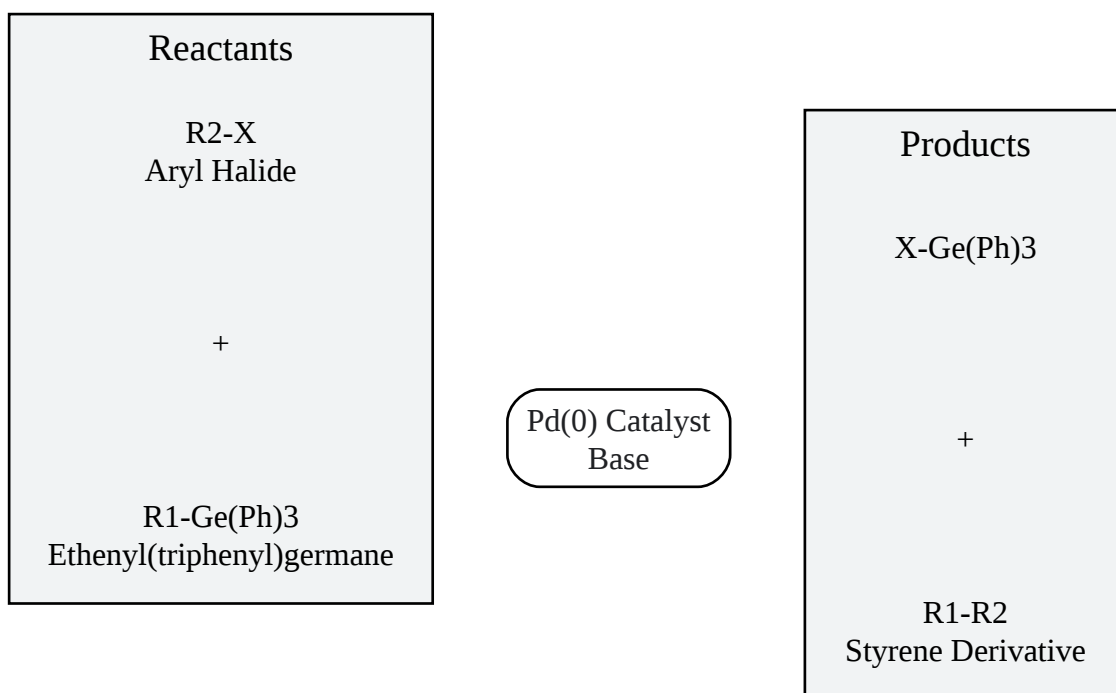 Reactants
R2-X
Aryl Halide
+
R1-Ge(Ph)3
Ethenyl(triphenyl)germane
Pd(0) Catalyst
Base
Products
X-Ge(Ph)3
+
R1-R2
Styrene Derivative